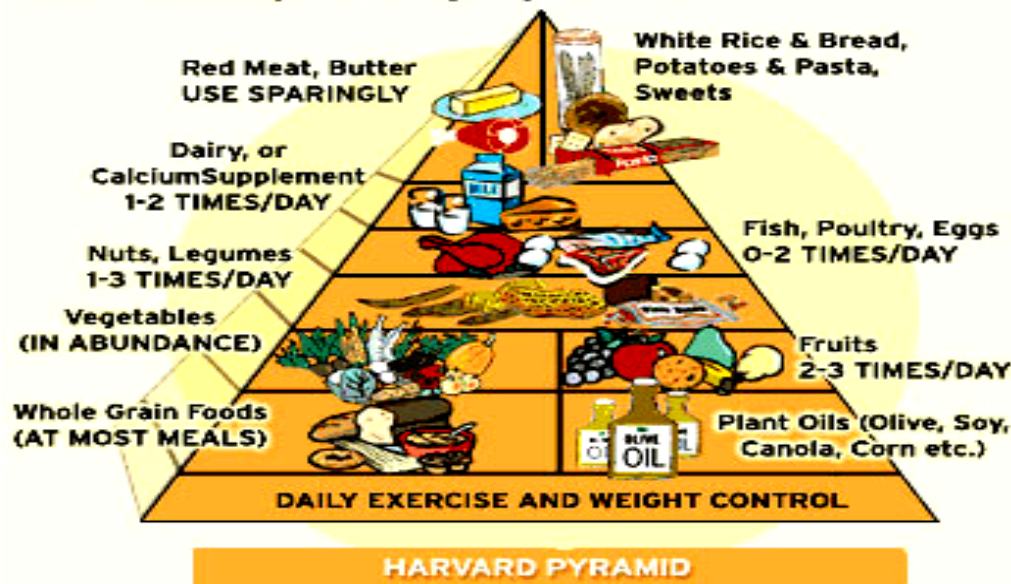 Red Meat, Butter
USE SPARINGLY
White Rice & Bread,
Potatoes & Pasta,
Sweets
Dairy, or
CalciumSupplement
1-2 TIMES/DAY
MILK
Pasta
Fish, Poultry, Eggs
0-2 TIMES/DAY
Nuts, Legumes
1-3 TIMES/DAY
Vegetables
(IN ABUNDANCE)
Fruits
2-3 TIMES/DAY
Whole Grain Foods
(AT MOST MEALS)
Plant Oils (Olive, Soy,
Canola, Corn etc.)
OLIVE
OIL
DAILY EXERCISE AND WEIGHT CONTROL
HARVARD PYRAMID